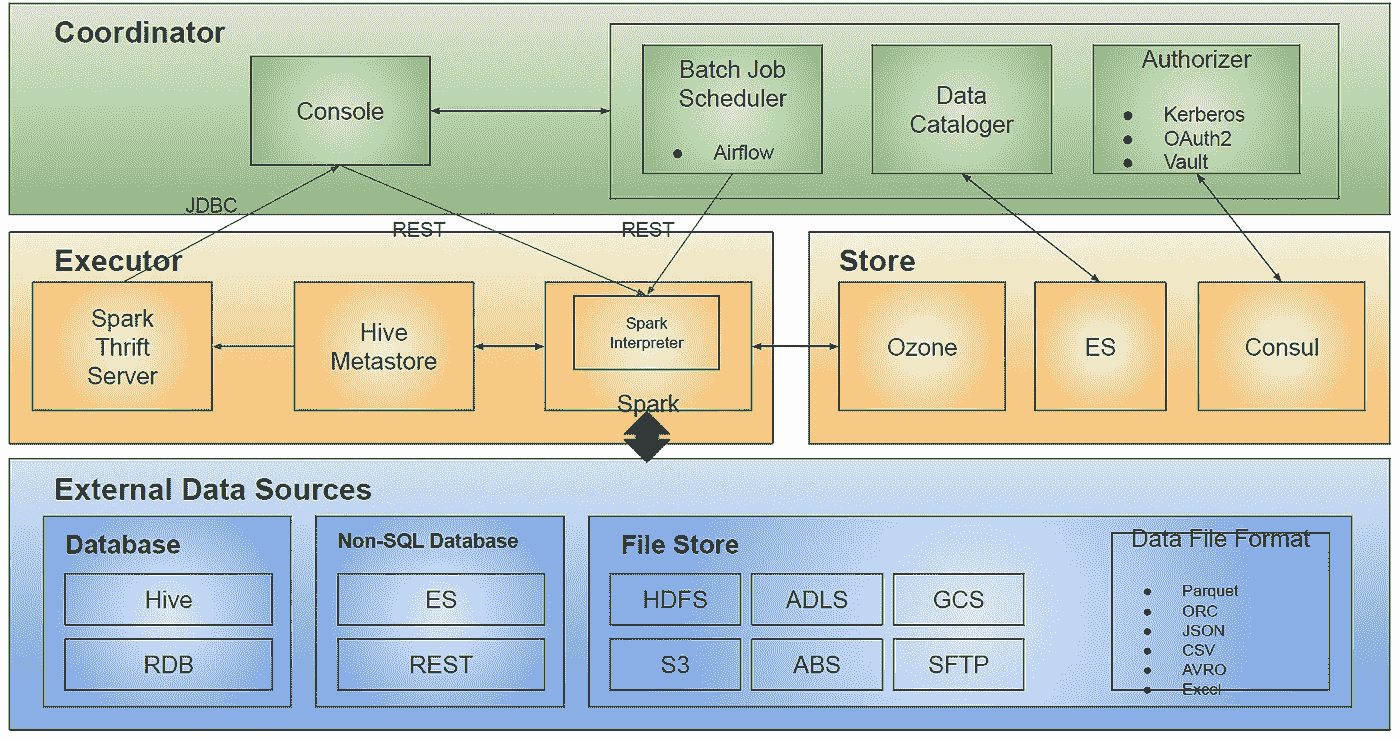 Coordinator
Console
Batch Job
Scheduler
● Airflow
Data
Cataloger
Authorizer
● Kerberos
● OAuth2
● Vault
JDBC
REST
REST
Executor
Spark
Thrift
Server
Hive
Metastore
Spark
Interpreter
Spark
Store
Ozone
ES
Consul
External Data Sources
Database
Hive
RDB
Non-SQL Database
ES
REST
File Store
HDFS
ADLS
GCS
S3
ABS
SFTP
Data File Format
● Parquet
● ORC
● JSON
● CSV
● AVRO
● Excel